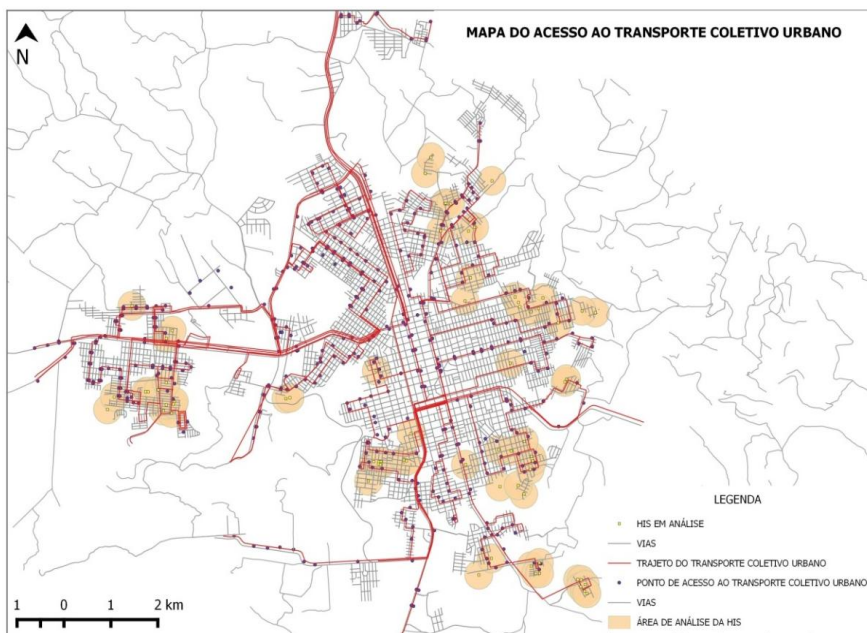 MAPA DO ACESSO AO TRANSPORTE COLETIVO URBANO
N
LEGENDA
HIS EM ANÁLISE
VIAS
TRAJETO DO TRANSPORTE COLETIVO URBANO
PONTO DE ACESSO AO TRANSPORTE COLETIVO URBANO
VIAS
ÁREA DE ANÁLISE DA HIS
1 0 1 2 km